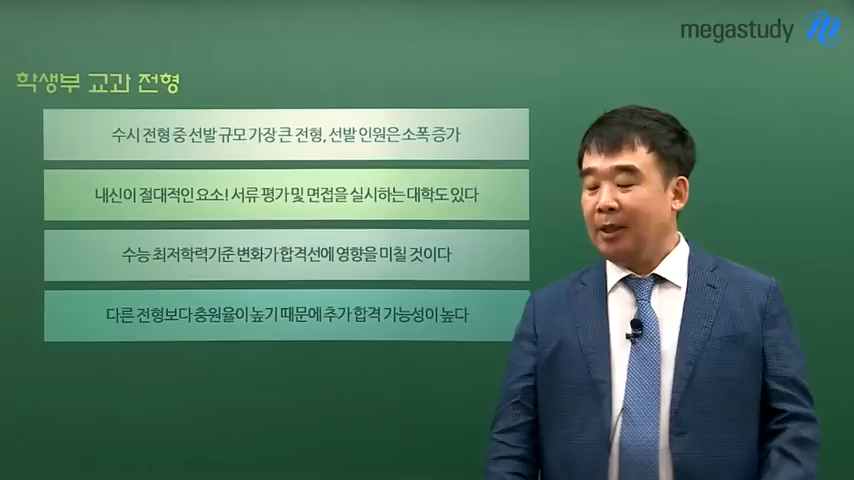 megastudy
학생부 교과 전형
수시 전형 중 선발 규모 가장 큰 전형, 선발 인원은 소폭 증가
내신이 절대적인 요소! 서류 평가 및 면접을 실시하는 대학도 있다
수능 최저학력기준 변화가 합격선에 영향을 미칠 것이다
다른 전형보다 충원율이 높기 때문에 추가 합격 가능성이 높다